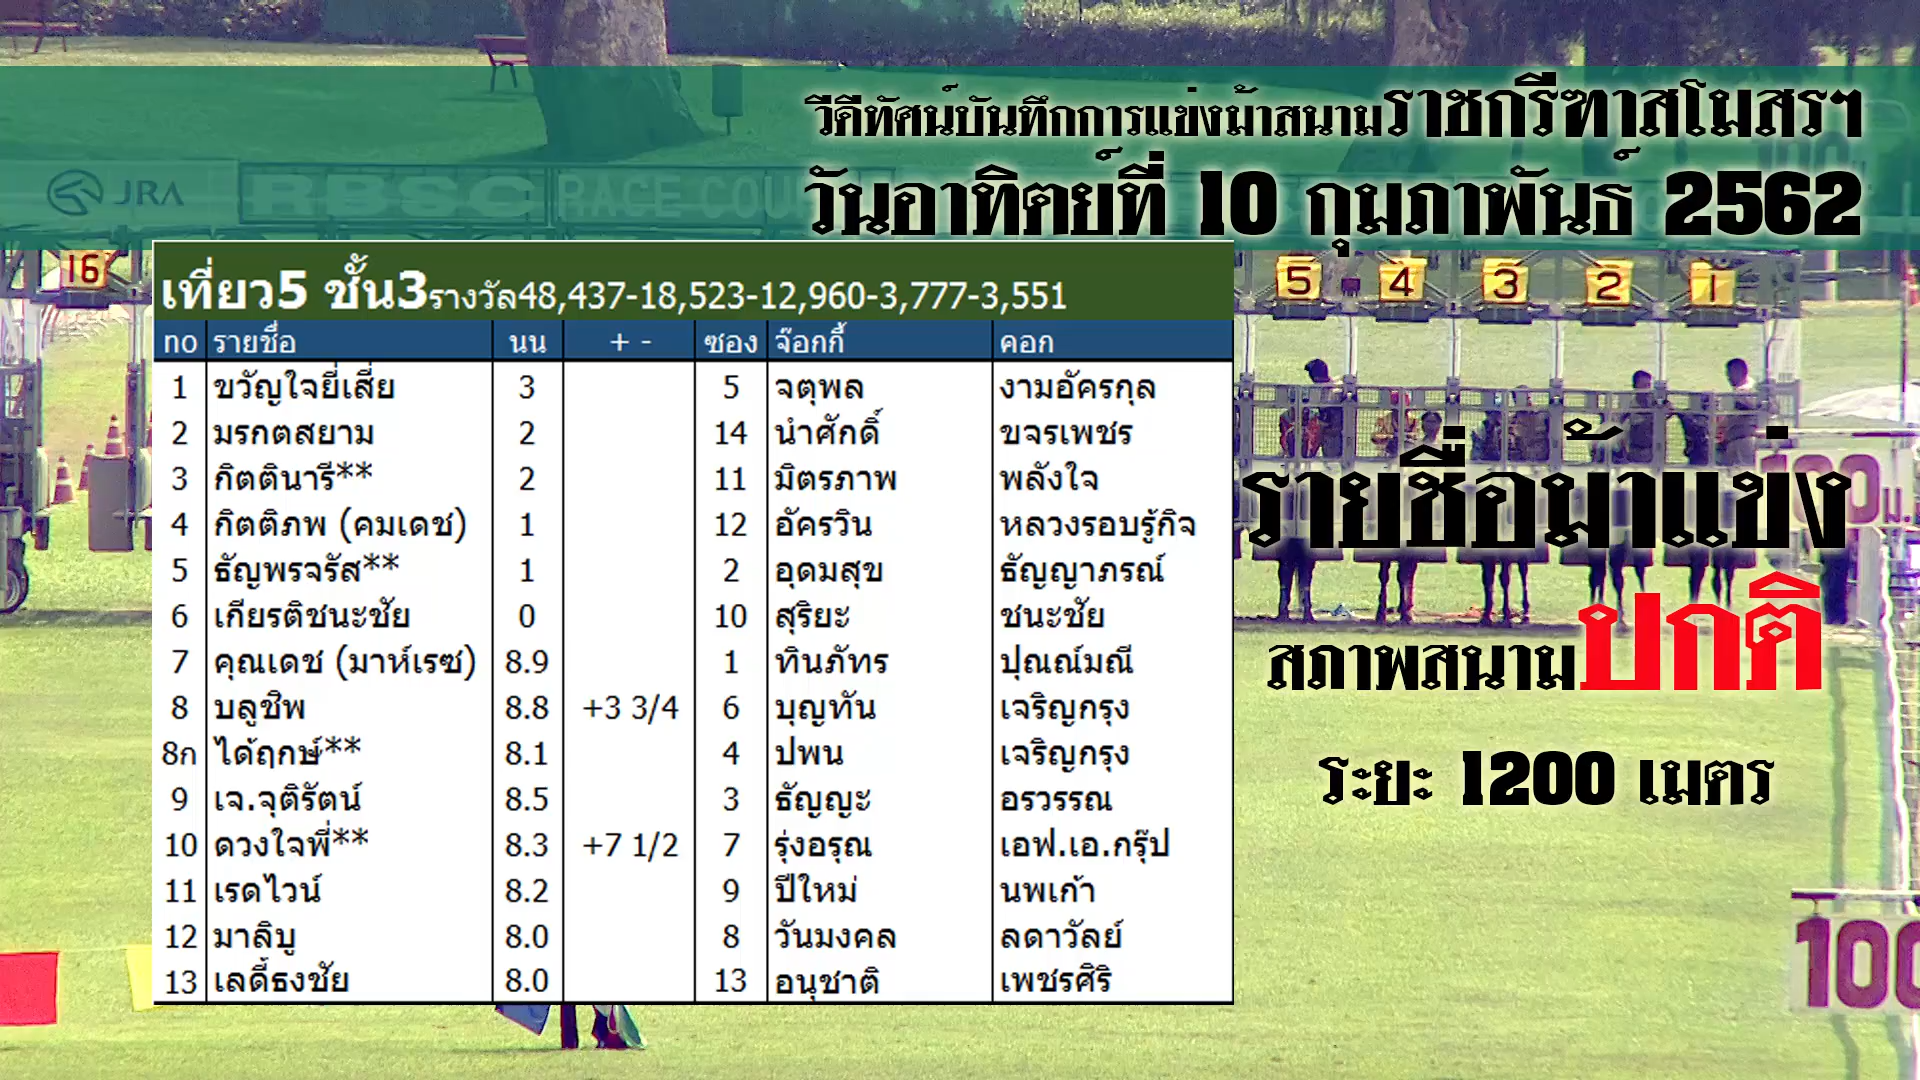 วีดีทัศน์บันทึกการแข่งม้าสนามราชกรีฑาสโมสรฯ
วันอาทิตย์ที่ 10 กุมภาพันธ์ 2562
JRA
RBSC RACE COU
16
5 4 3 2 1
เที่ยว5 ชั้น3รางวัล48,437-18,523-12,960-3,777-3,551
no รายชื่อ นน + - ซอง จ๊อกกี้ คอก
1 ขวัญใจยี่เสี่ย 3 5 จตุพล งามอัครกุล
2 มรกตสยาม 2 14 นำศักดิ์ ขจรเพชร
3 กิตตินารี** 2 11 มิตรภาพ พลังใจ
4 กิตติภพ (คมเดช) 1 12 อัครวิน หลวงรอบรู้กิจ
5 ธัญพรจรัส** 1 2 อุดมสุข ธัญญาภรณ์
6 เกียรติชนะชัย 0 10 สุริยะ ชนะชัย
7 คุณเดช (มาห์เรซ) 8.9 1 ทินภัทร ปุณณ์มณี
8 บลูชิพ 8.8 +3 3/4 6 บุญทัน เจริญกรุง
8ก ได้ฤกษ์** 8.1 4 ปพน เจริญกรุง
9 เจ.จุติรัตน์ 8.5 3 ธัญญะ อรวรรณ
10 ดวงใจพี่** 8.3 +7 1/2 7 รุ่งอรุณ เอฟ.เอ.กรุ๊ป
11 เรดไวน์ 8.2 9 ปีใหม่ นพเก้า
12 มาลิบู 8.0 8 วันมงคล ลดาวัลย์
13 เลดี้ธงชัย 8.0 13 อนุชาติ เพชรศิริ
รายชื่อม้าแข่ง
สภาพสนามปกติ
ระยะ 1200 เมตร
100 ม.
100